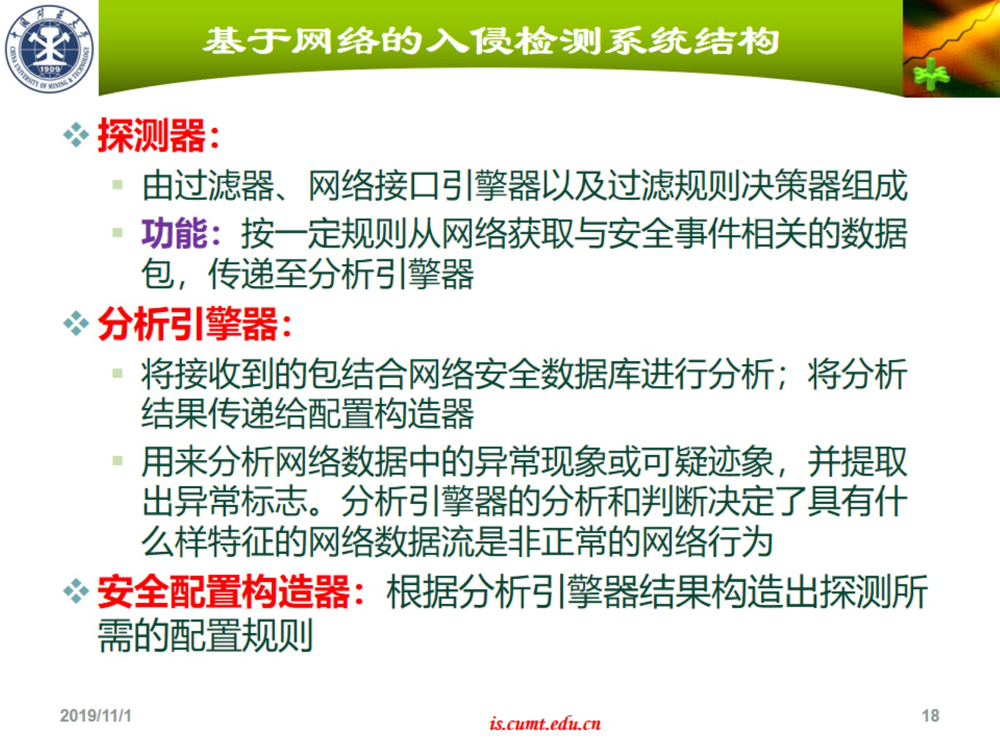 中国矿业大学
CHINA UNIVERSITY OF MINING & TECHNOLOGY
1909
基于网络的入侵检测系统结构
探测器：
由过滤器、网络接口引擎器以及过滤规则决策器组成
功能：按一定规则从网络获取与安全事件相关的数据
包，传递至分析引擎器
分析引擎器：
将接收到的包结合网络安全数据库进行分析；将分析
结果传递给配置构造器
用来分析网络数据中的异常现象或可疑迹象，并提取
出异常标志。分析引擎器的分析和判断决定了具有什
么样特征的网络数据流是非正常的网络行为
安全配置构造器：根据分析引擎器结果构造出探测所
需的配置规则
2019/11/1
is.cumt.edu.cn
18